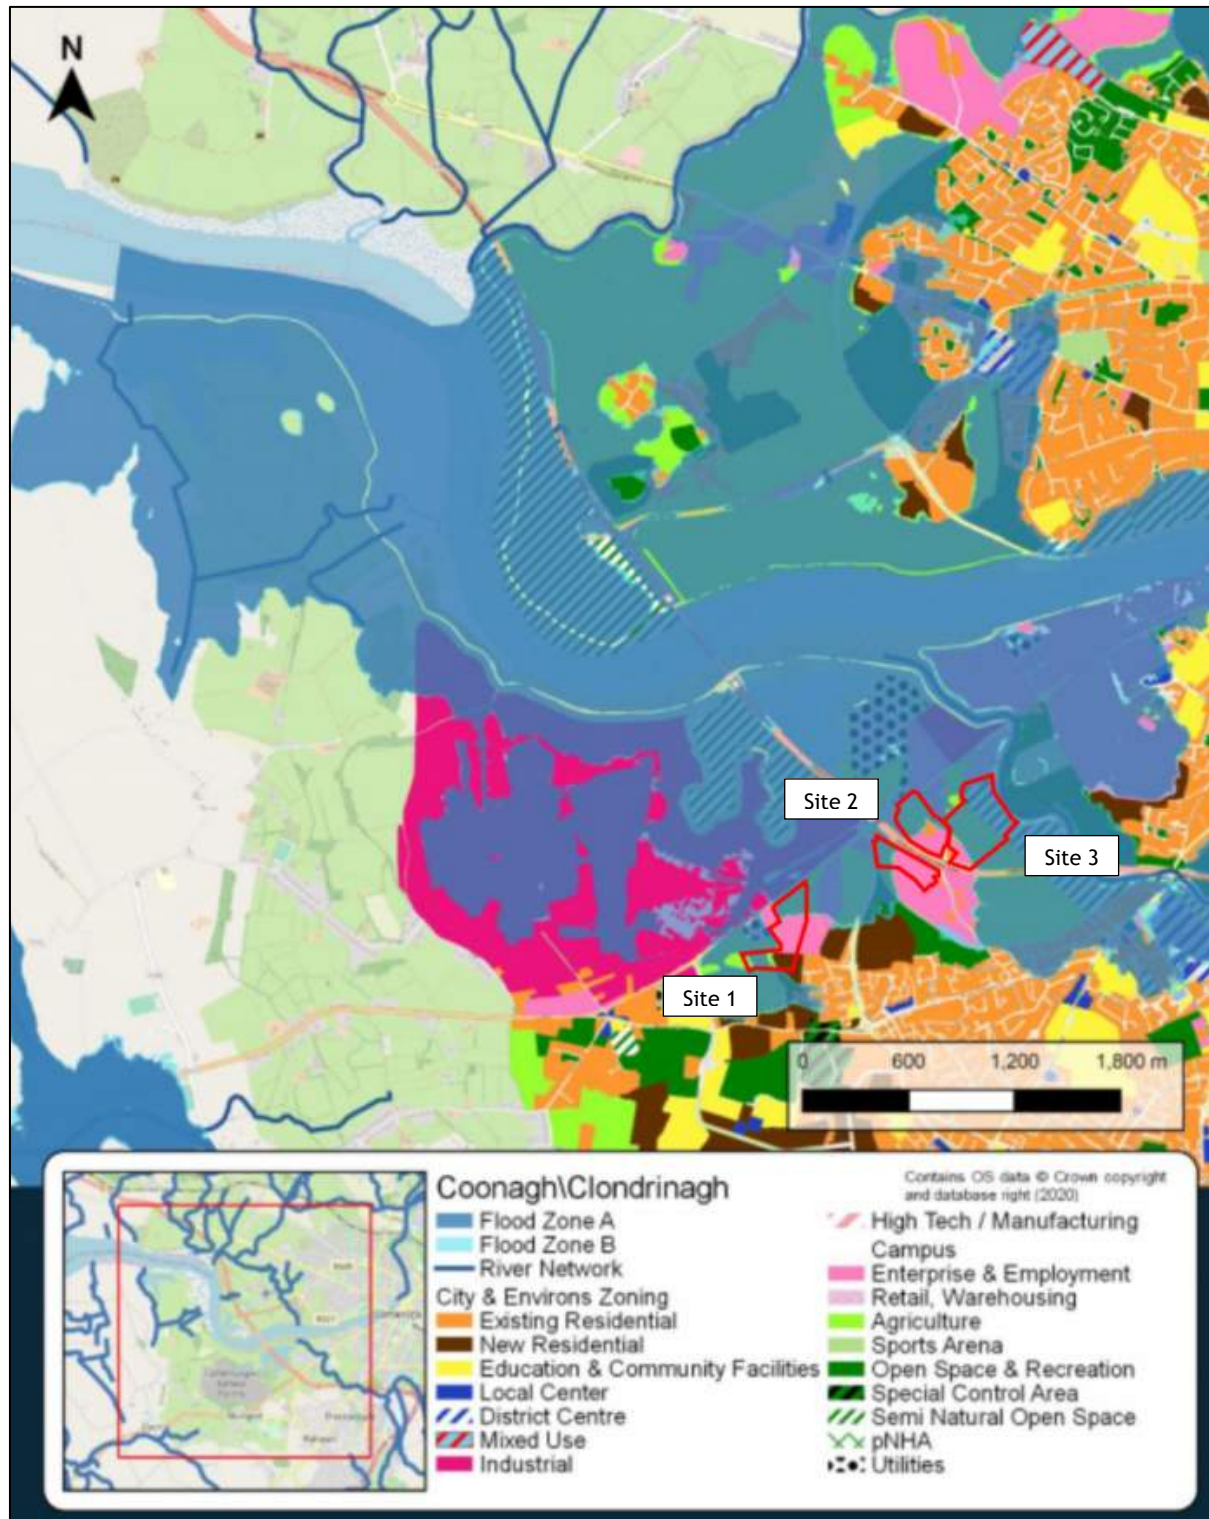 N
Site 2
Site 3
Site 1
0 600 1,200 1,800 m
Coonagh\Clondrinagh
Contains OS data © Crown copyright
and database right (2020)
Flood Zone A
Flood Zone B
River Network
City & Environs Zoning
Existing Residential
New Residential
Education & Community Facilities
Local Center
District Centre
Mixed Use
Industrial
High Tech / Manufacturing
Campus
Enterprise & Employment
Retail, Warehousing
Agriculture
Sports Arena
Open Space & Recreation
Special Control Area
Semi Natural Open Space
pNHA
Utilities